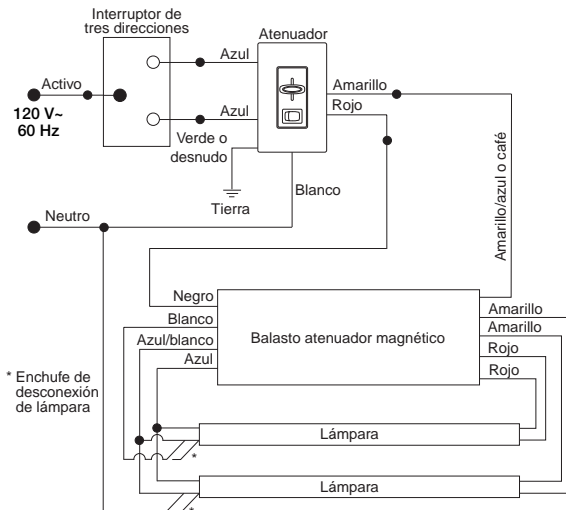 Interruptor de
tres direcciones
Atenuador
Azul
Activo
Amarillo
120 V~
60 Hz
Azul
Rojo
Verde o
desnudo
Amarillo/azul o café
Blanco
Tierra
Neutro
Negro
Blanco
Azul/blanco
Azul
Balasto atenuador magnético
Amarillo
Amarillo
Rojo
Rojo
* Enchufe de
desconexión
de lámpara
Lámpara
*
Lámpara
*